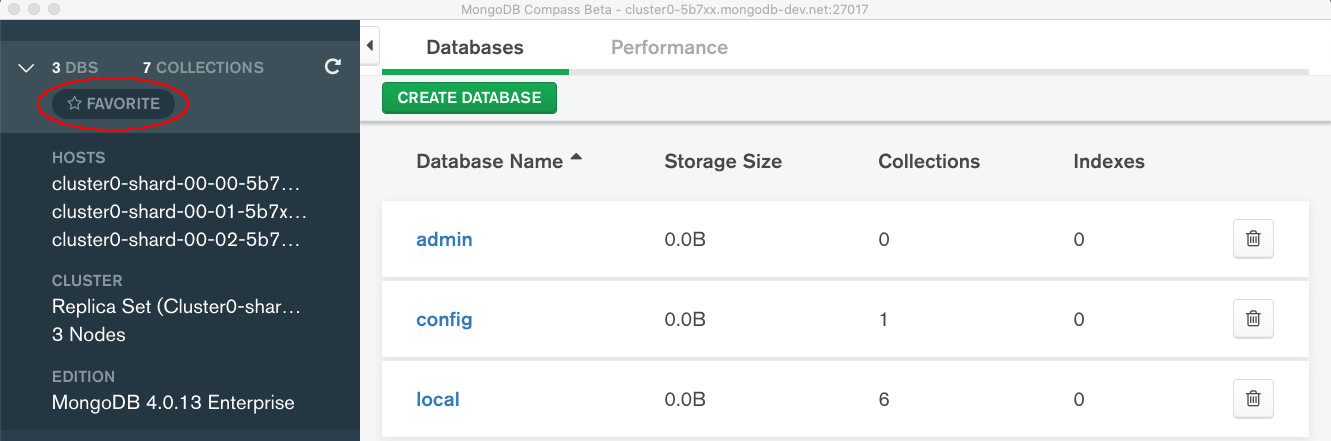 MongoDB Compass Beta - cluster0-5b7xx.mongodb-dev.net:27017
3 DBS 7 COLLECTIONS
FAVORITE
HOSTS
cluster0-shard-00-00-5b7...
cluster0-shard-00-01-5b7x...
cluster0-shard-00-02-5b7...
CLUSTER
Replica Set (Cluster0-shar...
3 Nodes
EDITION
MongoDB 4.0.13 Enterprise
Databases Performance
CREATE DATABASE
Database Name Storage Size Collections Indexes
admin 0.0B 0 0
config 0.0B 1 0
local 0.0B 6 0